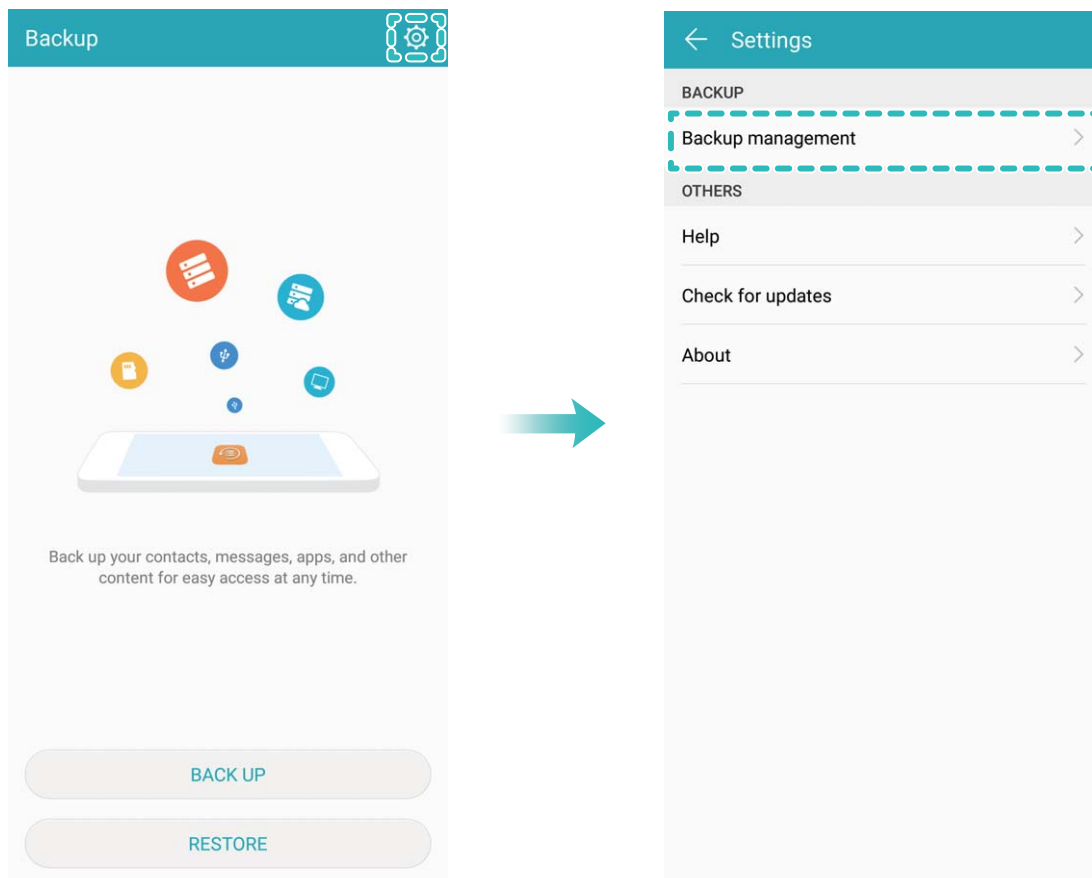 Backup
Back up your contacts, messages, apps, and other
content for easy access at any time.
BACK UP
RESTORE
Settings
BACKUP
Backup management
OTHERS
Help
Check for updates
About